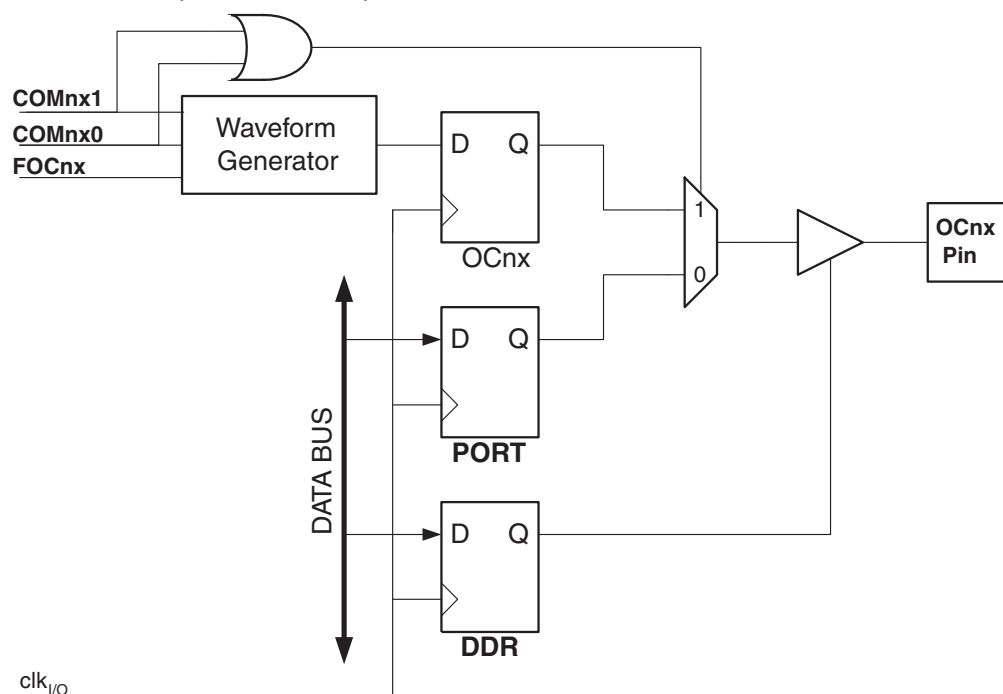 COMnx1
COMnx0
FOCnx
Waveform
Generator
D Q
OCnx
1
0
OCnx
Pin
D Q
PORT
DATA BUS
D Q
DDR
clkI/O